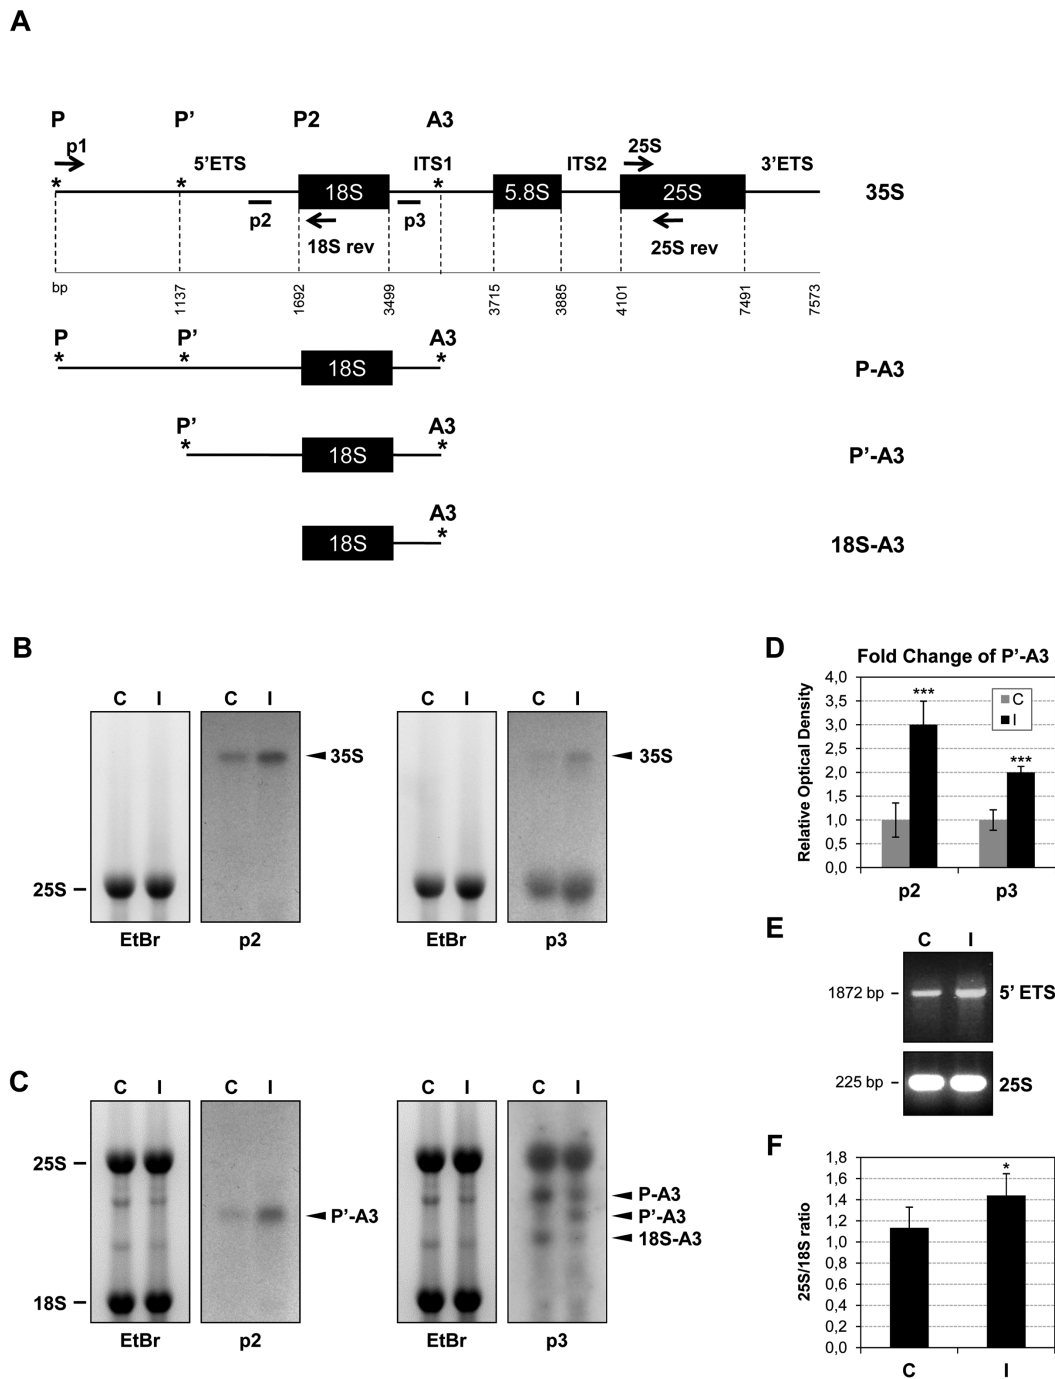 A
P P' P2 A3
p1 5'ETS ITS1 ITS2 25S 3'ETS
* * *
18S 5.8S 25S 35S
p2 18S rev p3 25S rev
bp 1137 1692 3499 3715 3885 4101 7491 7573
P P' A3
* * *
18S P-A3
P' A3
* *
18S P'-A3
A3
*
18S 18S-A3
B
C I C I C I C I
35S 35S
25S
EtBr p2 EtBr p3
C
C I C I C I C I
25S
P'-A3
P-A3
P'-A3
18S-A3
18S
EtBr p2 EtBr p3
D
Fold Change of P'-A3
Relative Optical Density
4,0
3,5
3,0
2,5
2,0
1,5
1,0
0,5
0,0
*** ***
C
I
p2 p3
E
C I
1872 bp 5' ETS
225 bp 25S
F
25S/18S ratio
1,8
1,6
1,4
1,2
1,0
0,8
0,6
0,4
0,2
0,0
*
C I